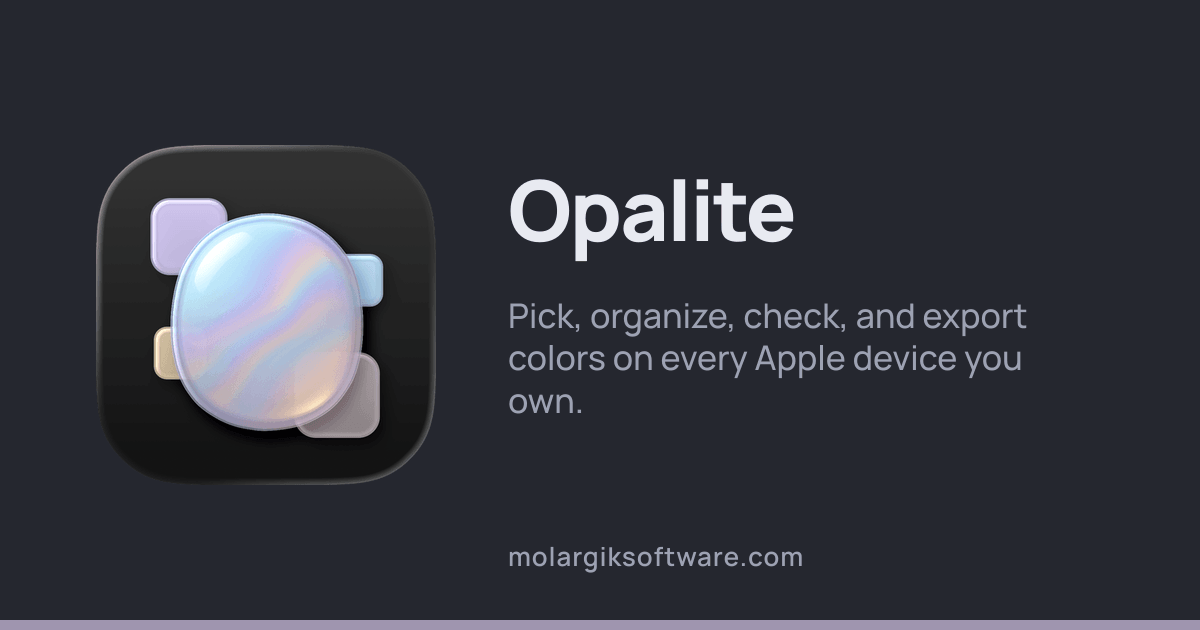 Opalite
Pick, organize, check, and export
colors on every Apple device you
own.
molargiksoftware.com